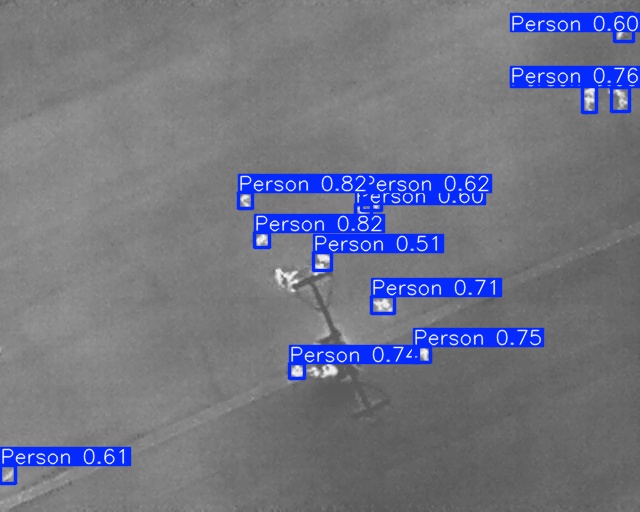 Person 0.60
Person 0.76
Person 0.82
Person 0.62
Person 0.60
Person 0.82
Person 0.51
Person 0.71
Person 0.75
Person 0.74
Person 0.61